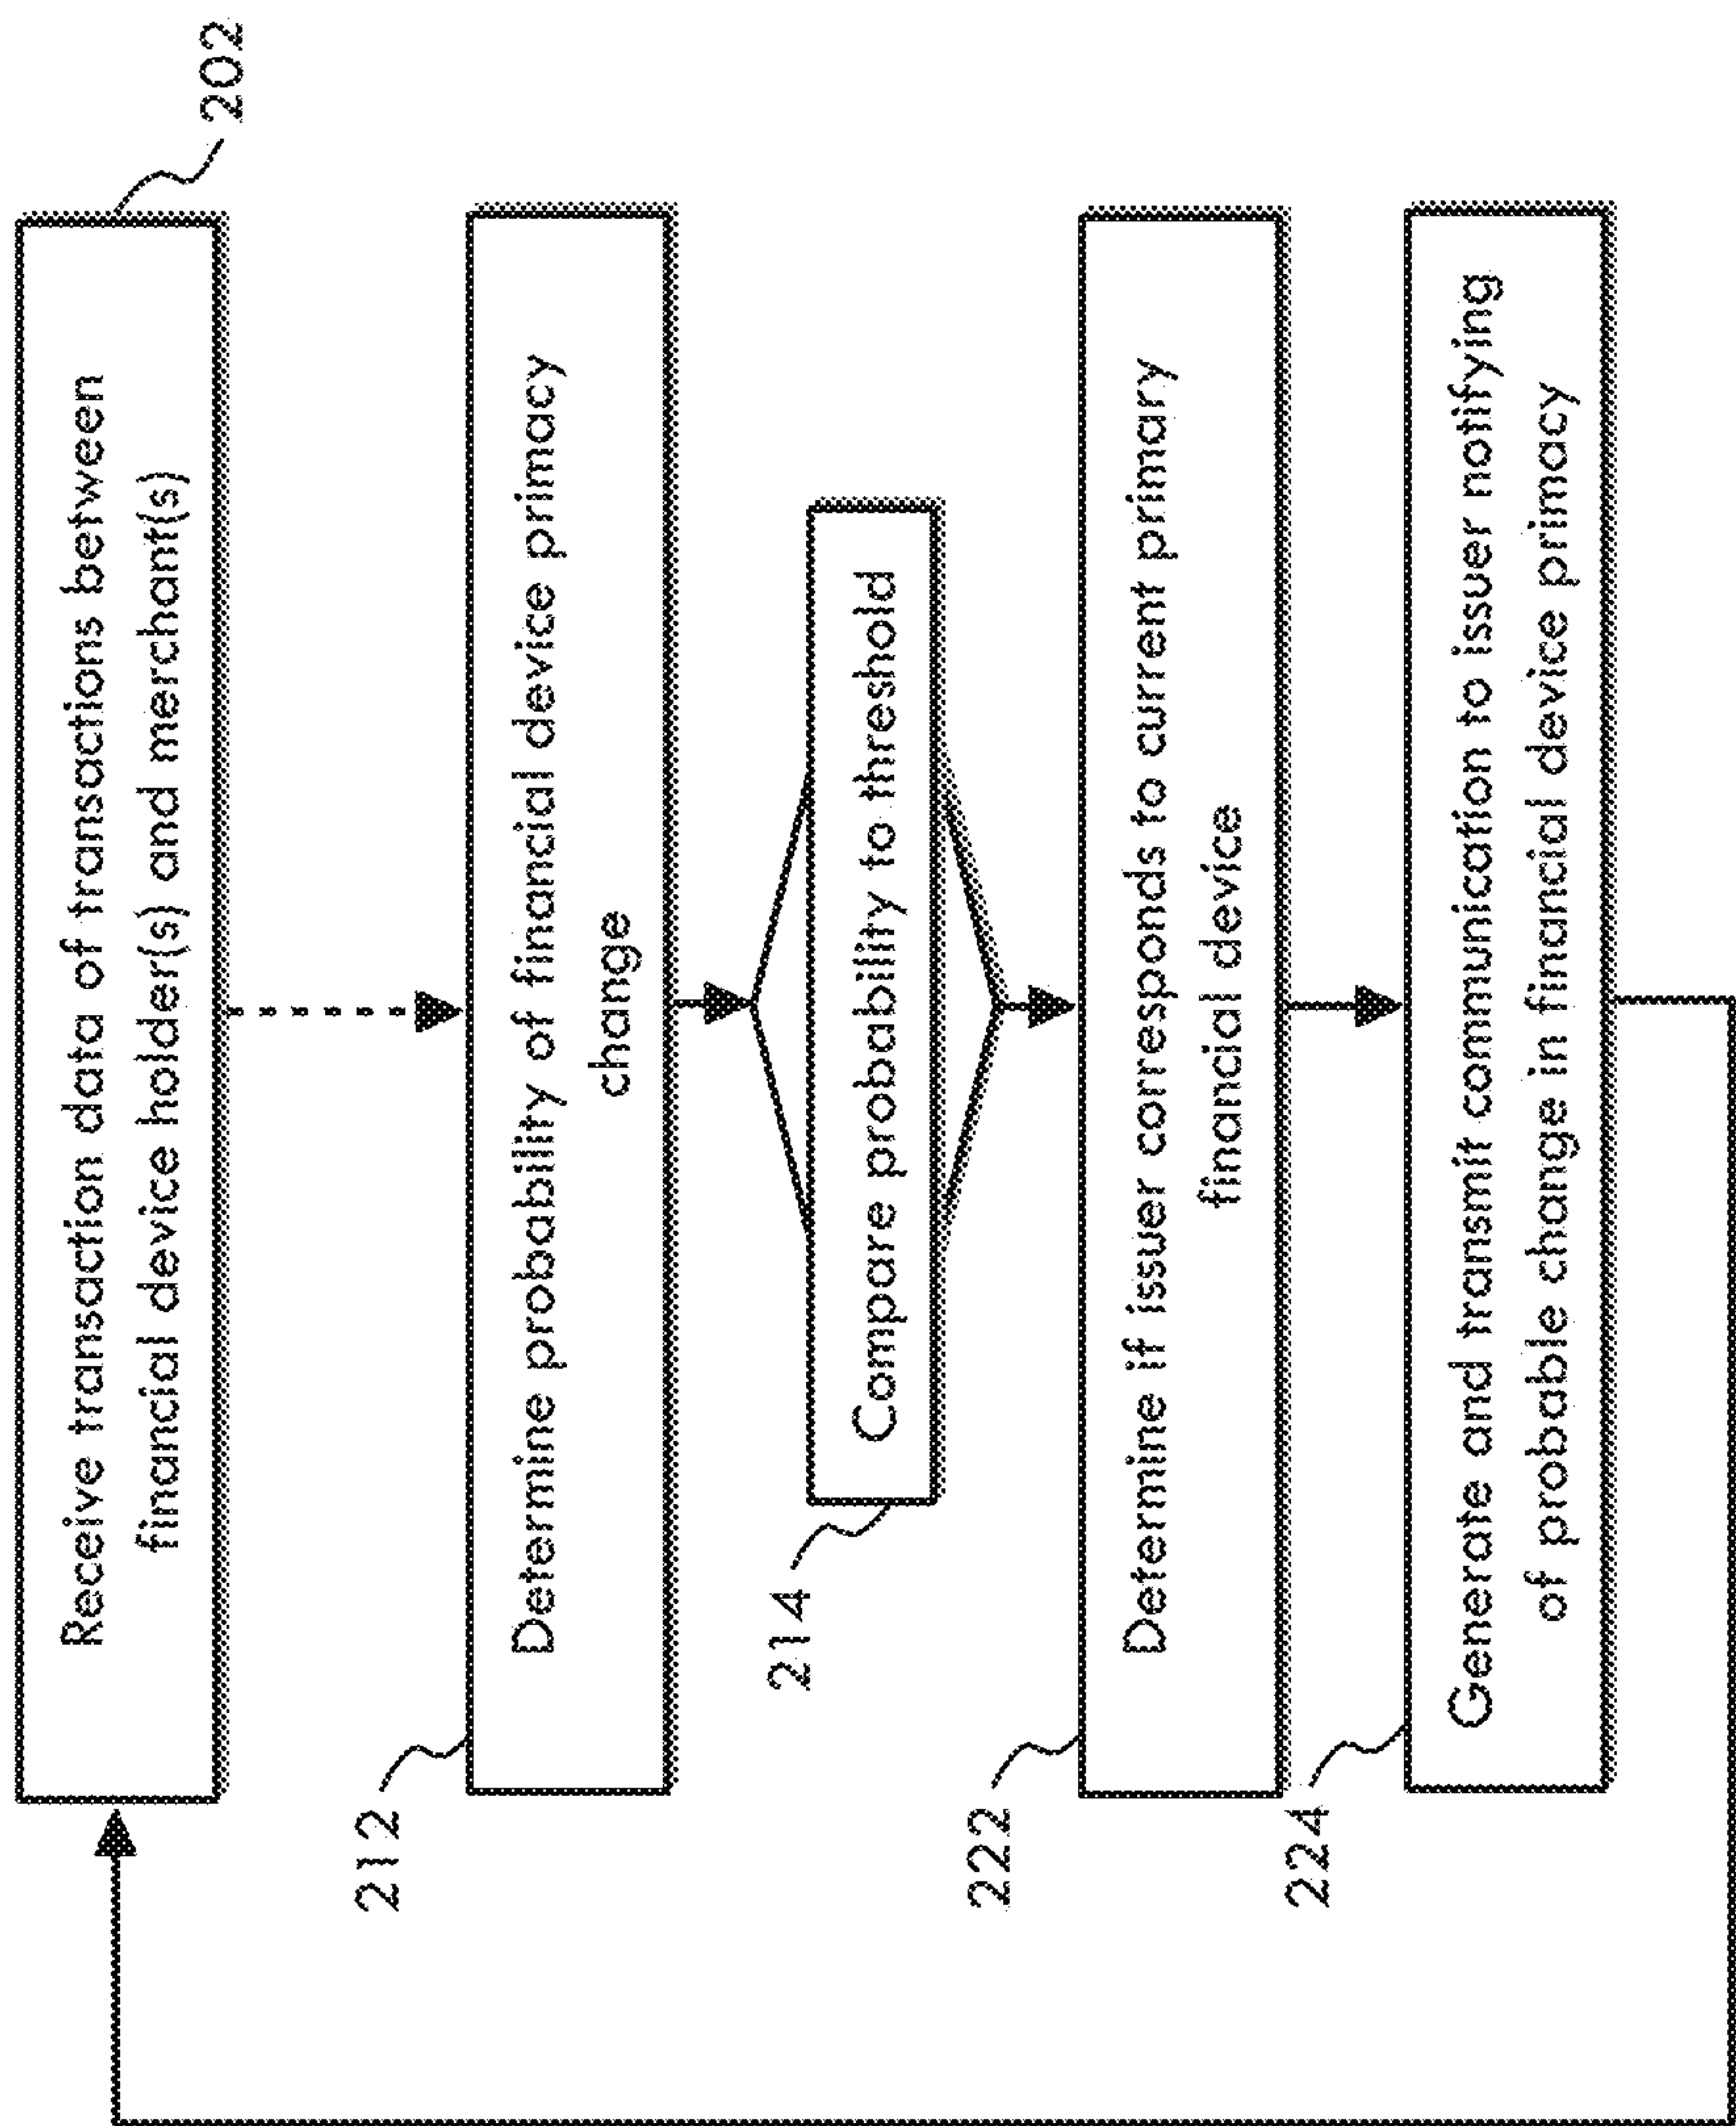 Receive transaction data of transactions between
financial device holder(s) and merchant(s)
202
Determine probability of financial device primacy
change
212
Compare probability to threshold
214
Determine if issuer corresponds to current primary
financial device
222
Generate and transmit communication to issuer notifying
of probable change in financial device primacy
224